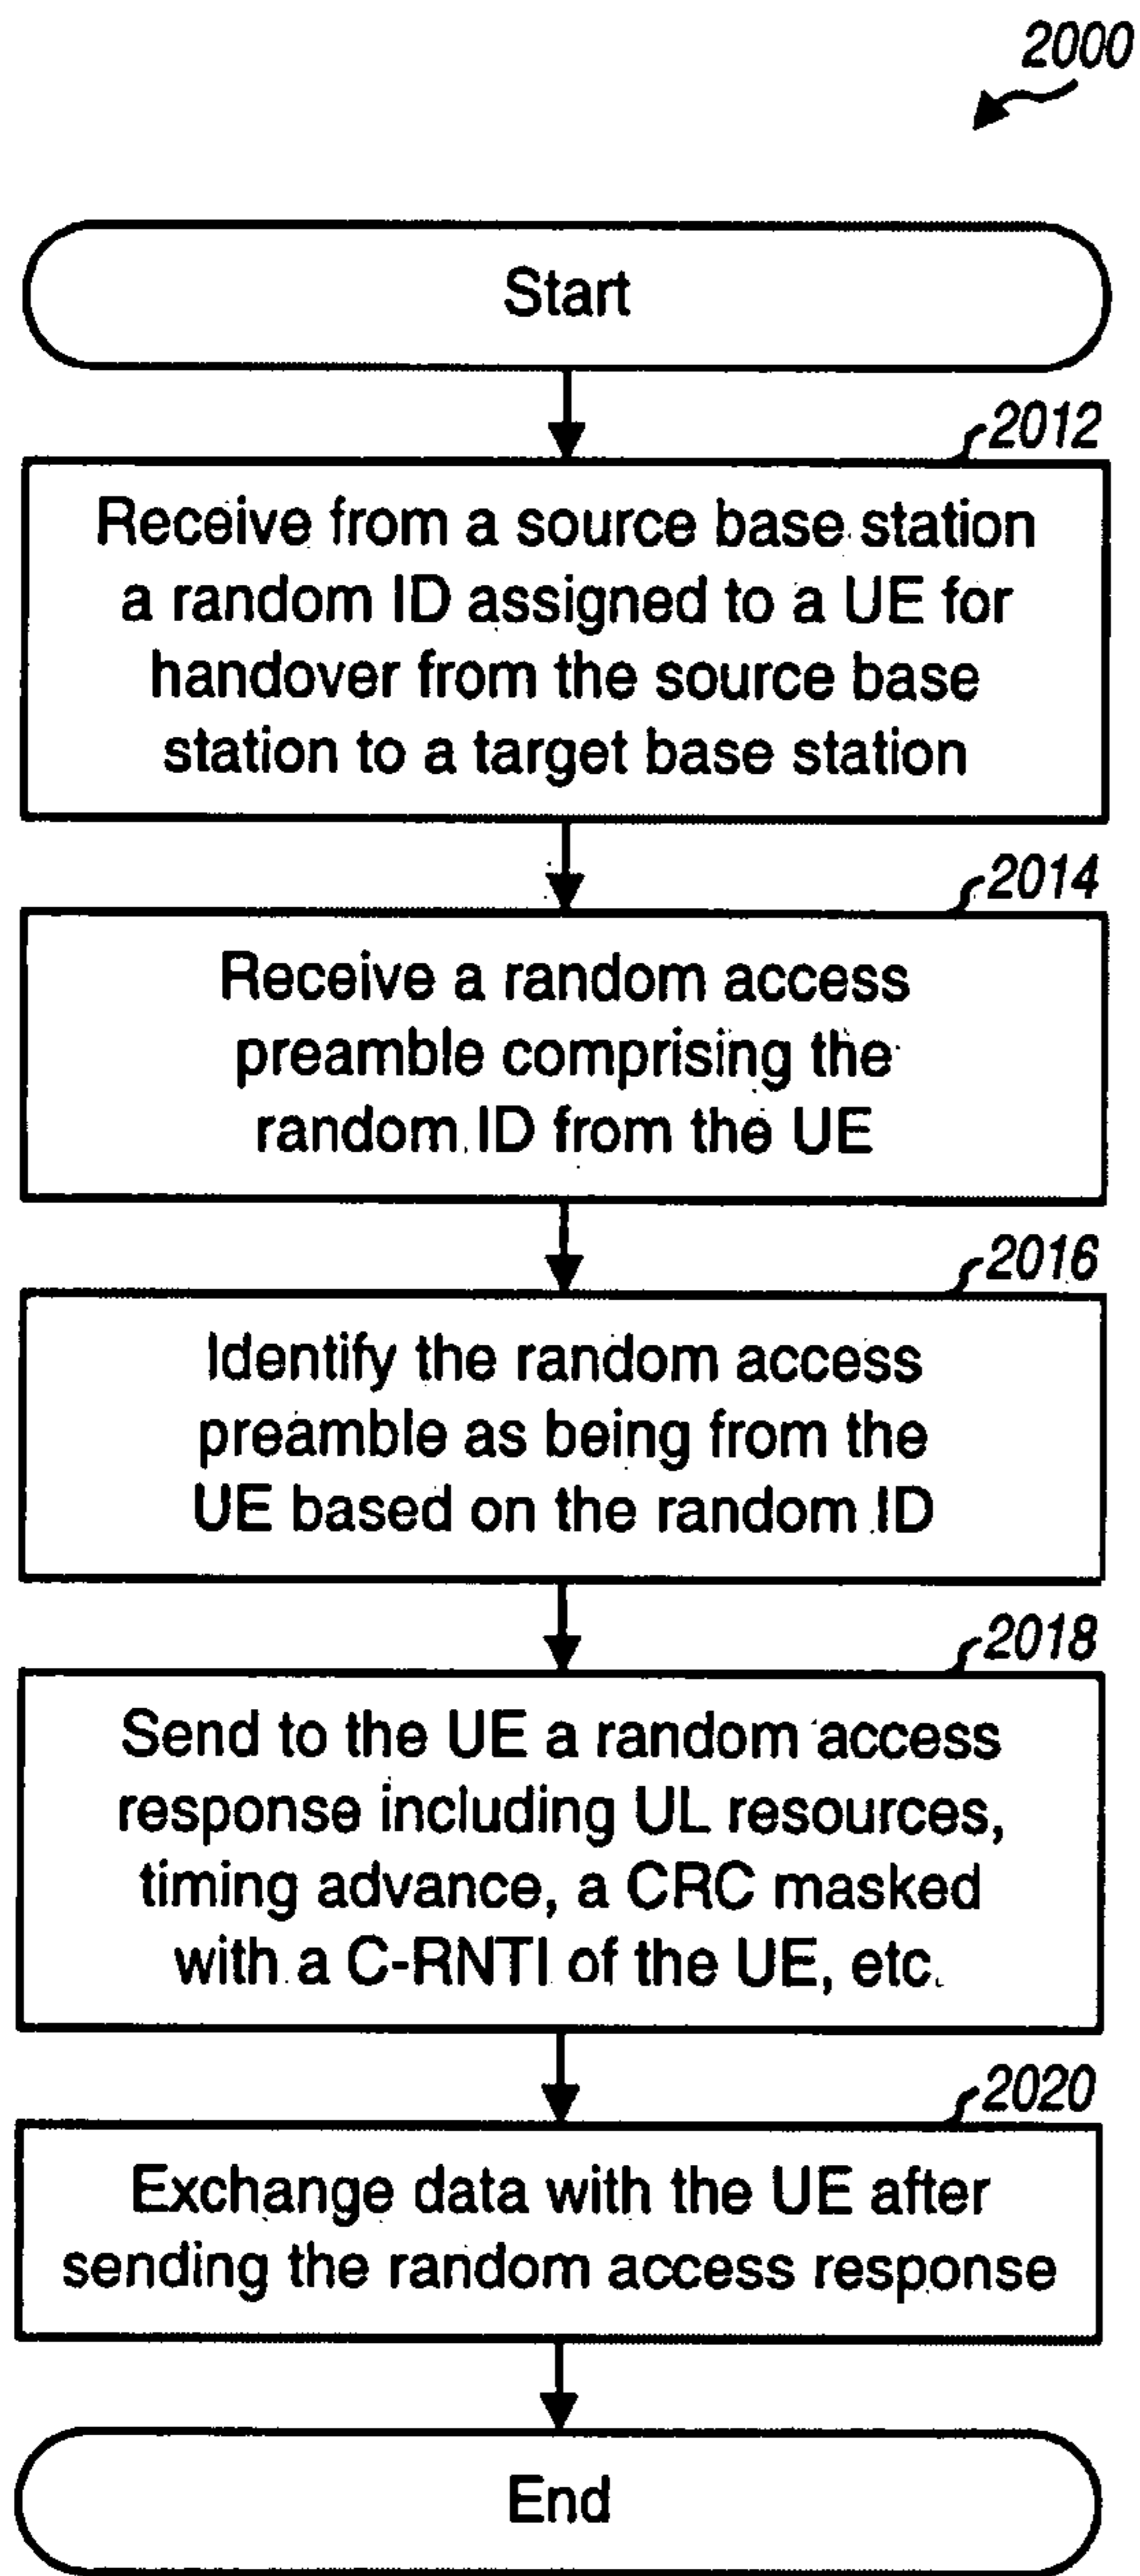 2000
Start
2012
Receive from a source base station
a random ID assigned to a UE for
handover from the source base
station to a target base station
2014
Receive a random access
preamble comprising the
random ID from the UE
2016
Identify the random access
preamble as being from the
UE based on the random ID
2018
Send to the UE a random access
response including UL resources,
timing advance, a CRC masked
with a C-RNTI of the UE, etc.
2020
Exchange data with the UE after
sending the random access response
End